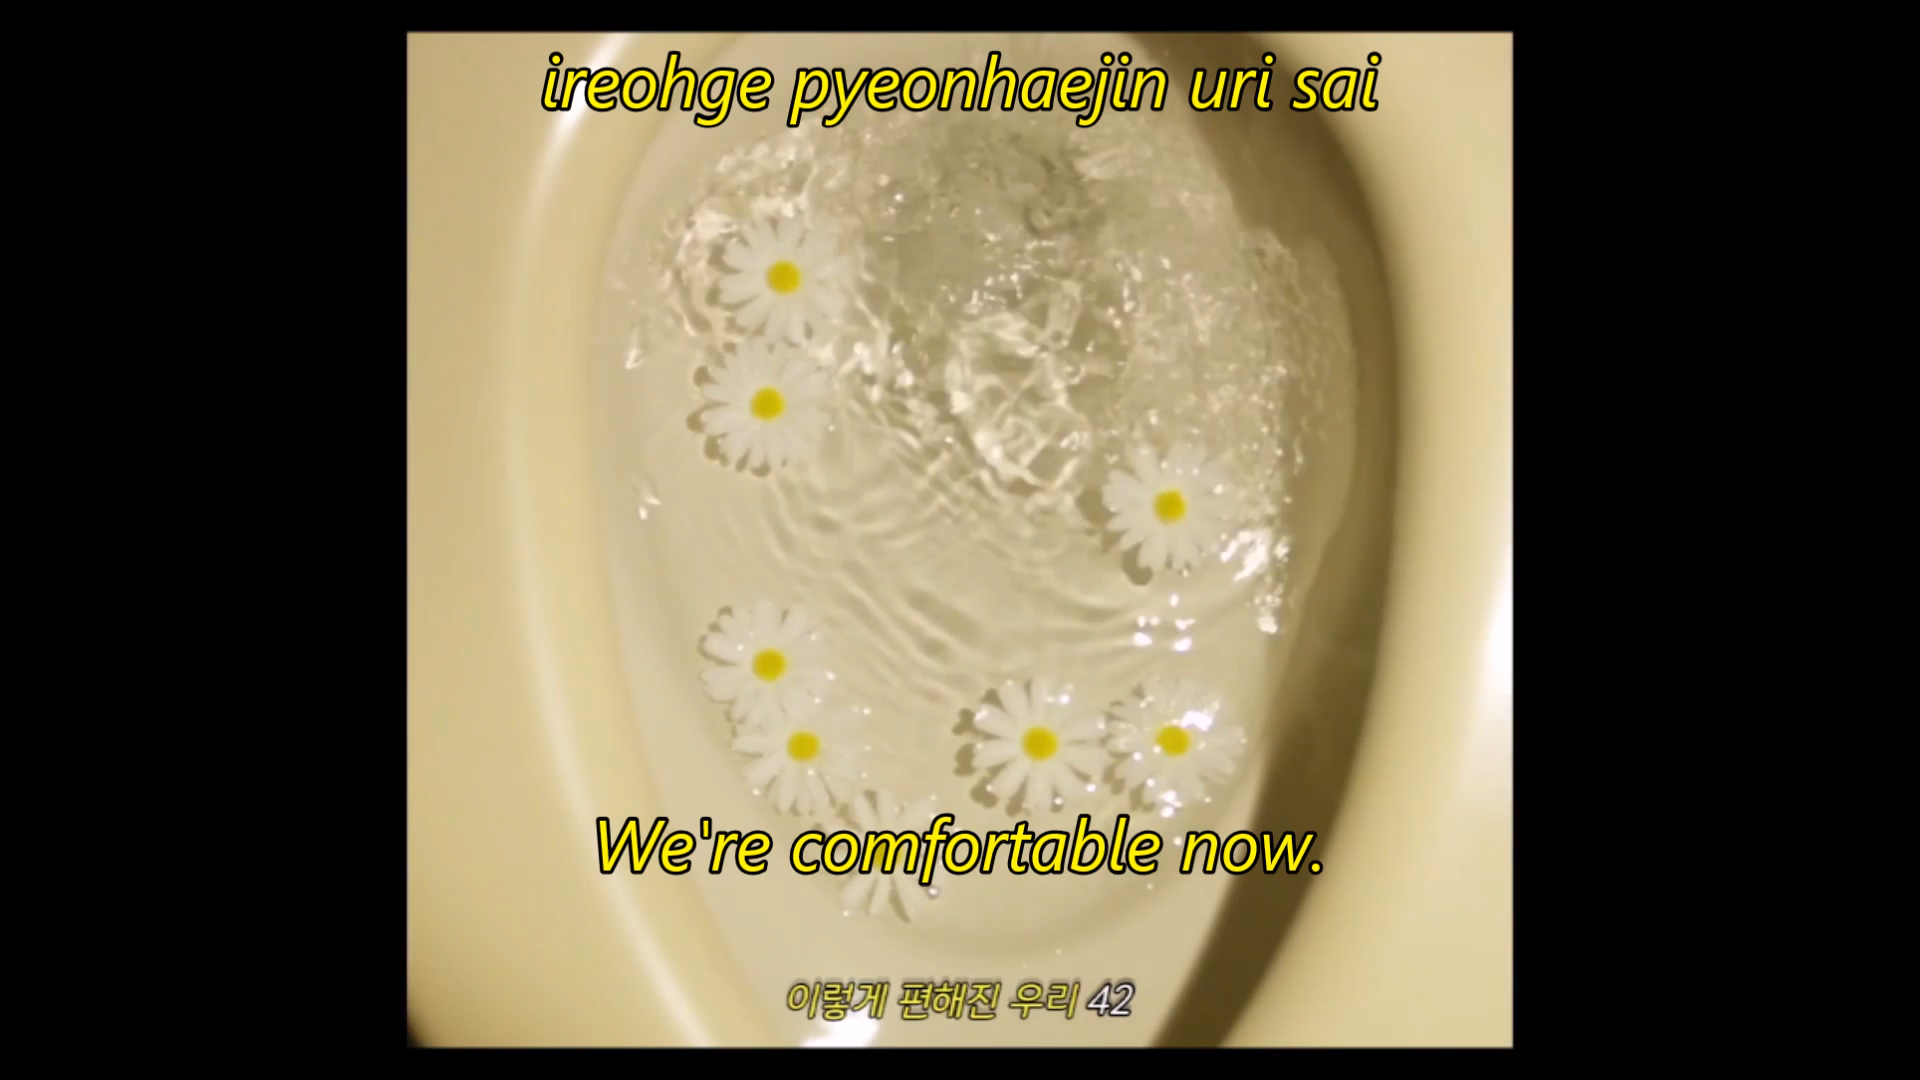 ireohge pyeonhaejin uri sai
We're comfortable now.
이렇게 편해진 우리 42